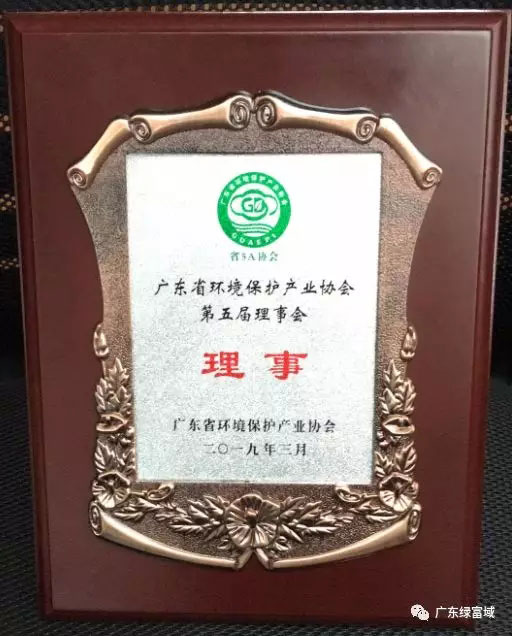 广东省环境保护产业协会
GDAEPI
省5A协会
广东省环境保护产业协会
第五届理事会
理事
广东省环境保护产业协会
二〇一九年三月
广东绿富域